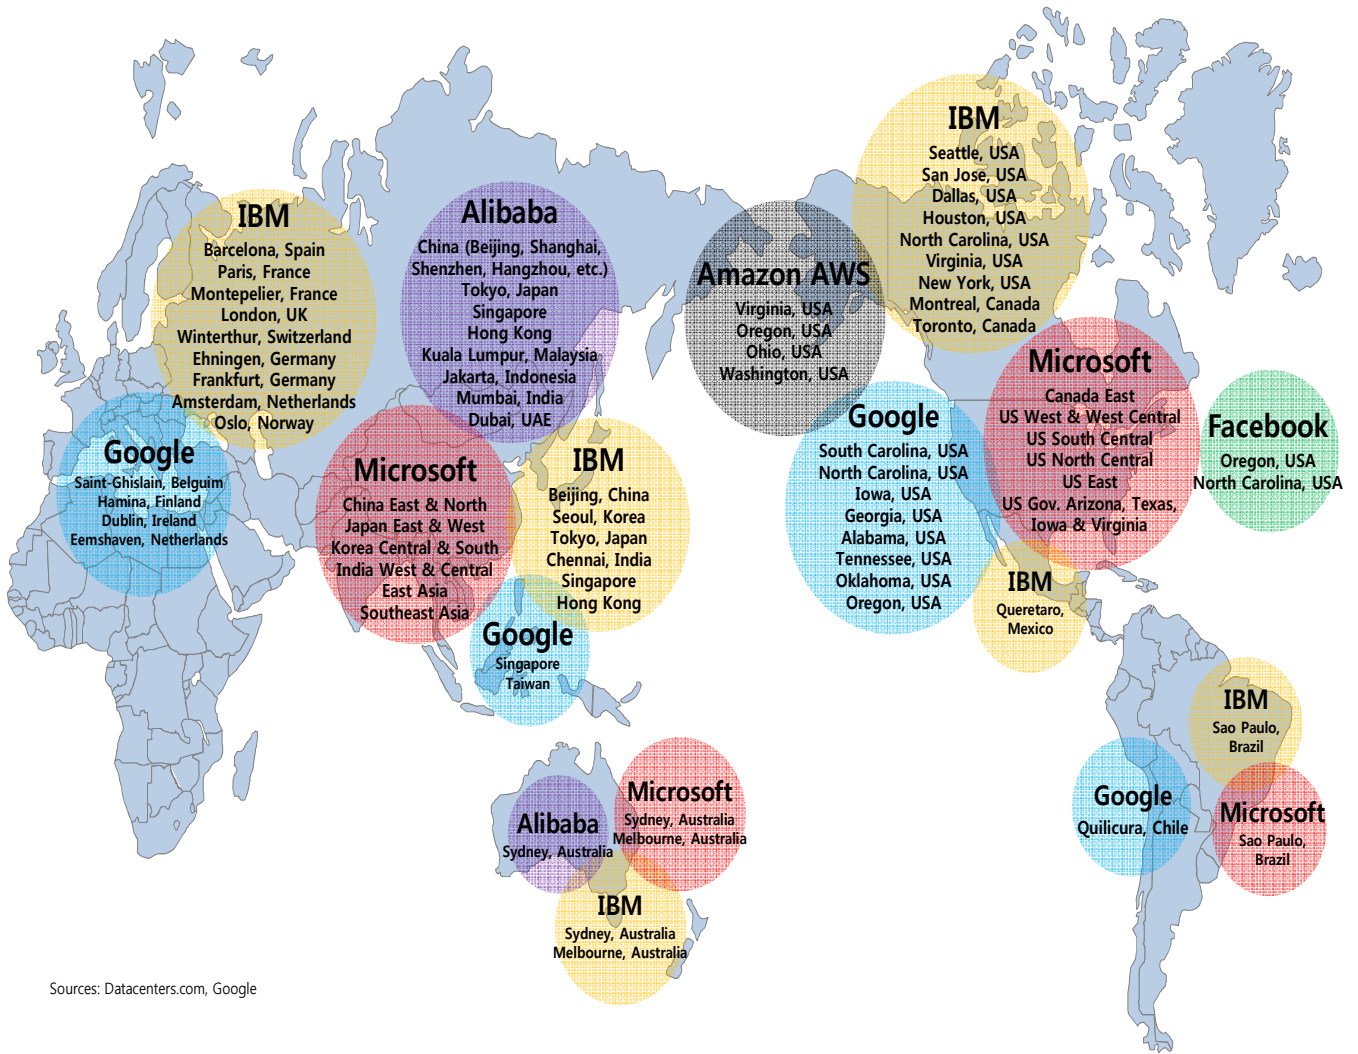 IBM
Barcelona, Spain
Paris, France
Montepelier, France
London, UK
Winterthur, Switzerland
Ehningen, Germany
Frankfurt, Germany
Amsterdam, Netherlands
Oslo, Norway
Google
Saint-Ghislain, Belguim
Hamina, Finland
Dublin, Ireland
Eemshaven, Netherlands
Alibaba
China (Beijing, Shanghai,
Shenzhen, Hangzhou, etc.)
Tokyo, Japan
Singapore
Hong Kong
Kuala Lumpur, Malaysia
Jakarta, Indonesia
Mumbai, India
Dubai, UAE
Microsoft
China East & North
Japan East & West
Korea Central & South
India West & Central
East Asia
Southeast Asia
IBM
Beijing, China
Seoul, Korea
Tokyo, Japan
Chennai, India
Singapore
Hong Kong
Google
Singapore
Taiwan
Alibaba
Sydney, Australia
Microsoft
Sydney, Australia
Melbourne, Australia
IBM
Sydney, Australia
Melbourne, Australia
Amazon AWS
Virginia, USA
Oregon, USA
Ohio, USA
Washington, USA
IBM
Seattle, USA
San Jose, USA
Dallas, USA
Houston, USA
North Carolina, USA
Virginia, USA
New York, USA
Montreal, Canada
Toronto, Canada
Google
South Carolina, USA
North Carolina, USA
Iowa, USA
Georgia, USA
Alabama, USA
Tennessee, USA
Oklahoma, USA
Oregon, USA
Microsoft
Canada East
US West & West Central
US South Central
US North Central
US East
US Gov. Arizona, Texas,
Iowa & Virginia
Facebook
Oregon, USA
North Carolina, USA
IBM
Queretaro,
Mexico
IBM
Sao Paulo,
Brazil
Google
Quilicura, Chile
Microsoft
Sao Paulo,
Brazil
Sources: Datacenters.com, Google